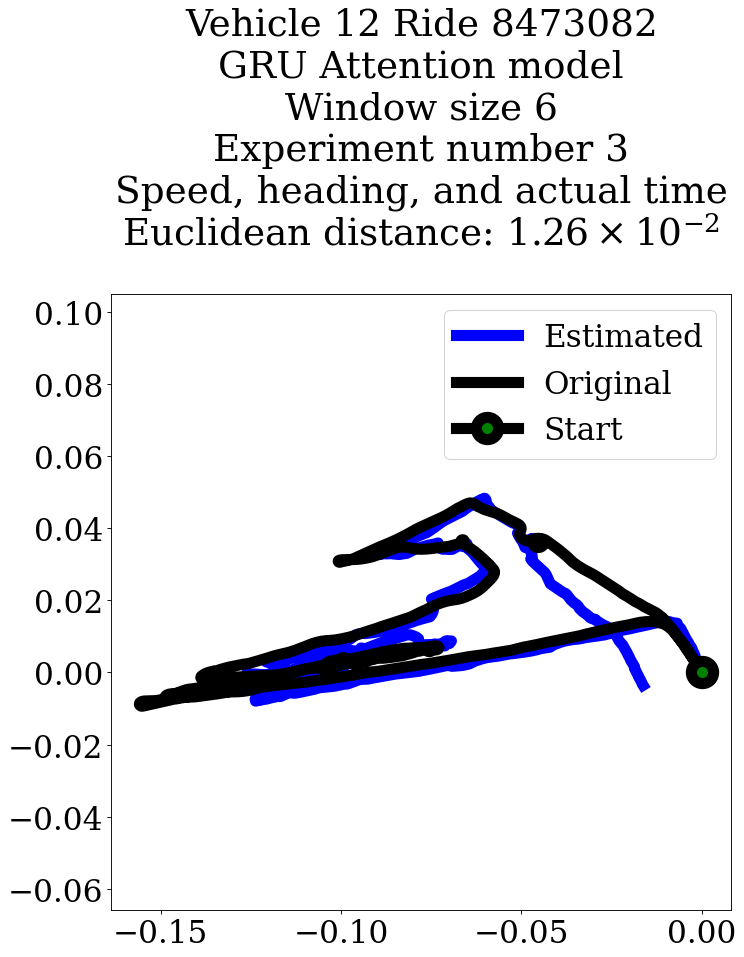 Vehicle 12 Ride 8473082
GRU Attention model
Window size 6
Experiment number 3
Speed, heading, and actual time
Euclidean distance: 1.26 × 10⁻²
Estimated
Original
Start
0.10
0.08
0.06
0.04
0.02
0.00
−0.02
−0.04
−0.06
−0.15 −0.10 −0.05 0.00